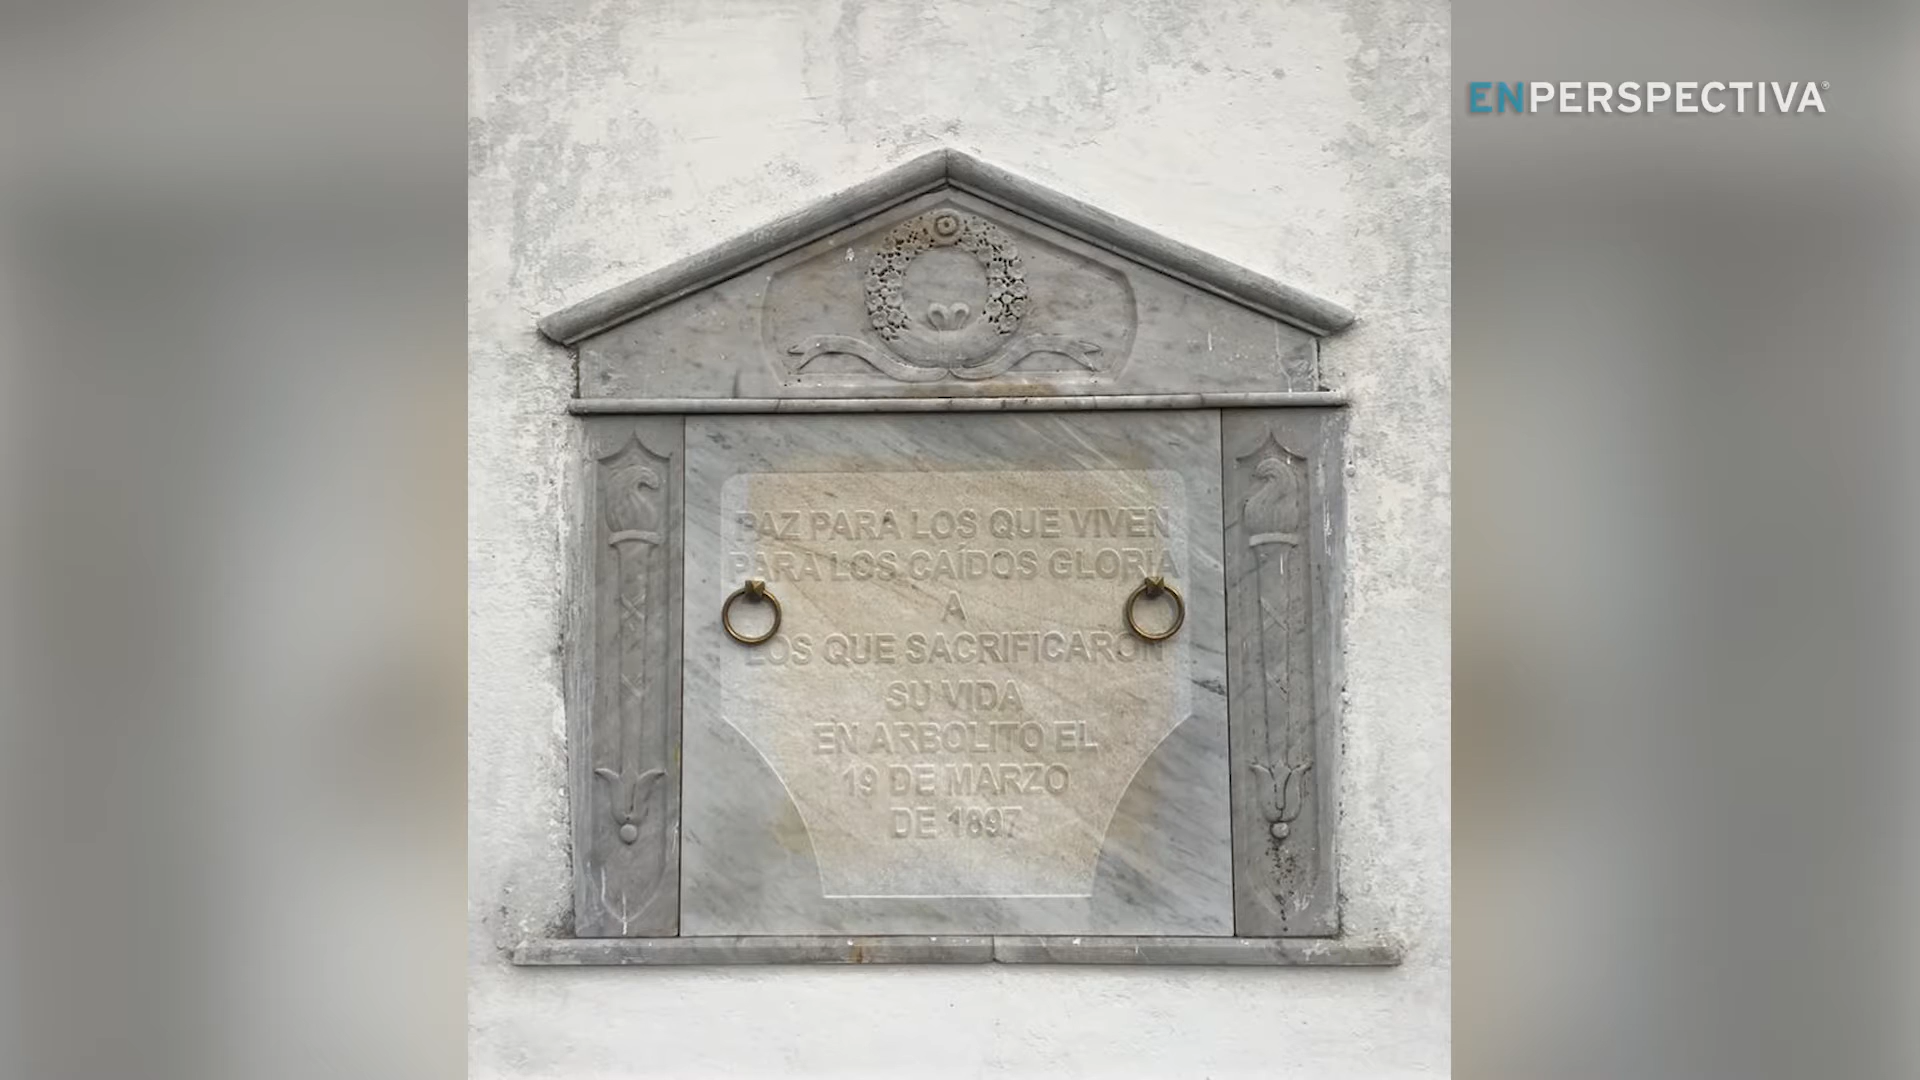 ENPERSPECTIVA®
PAZ PARA LOS QUE VIVEN
PARA LOS CAÍDOS GLORIA
A
LOS QUE SACRIFICARON
SU VIDA
EN ARBOLITO EL
19 DE MARZO
DE 1897